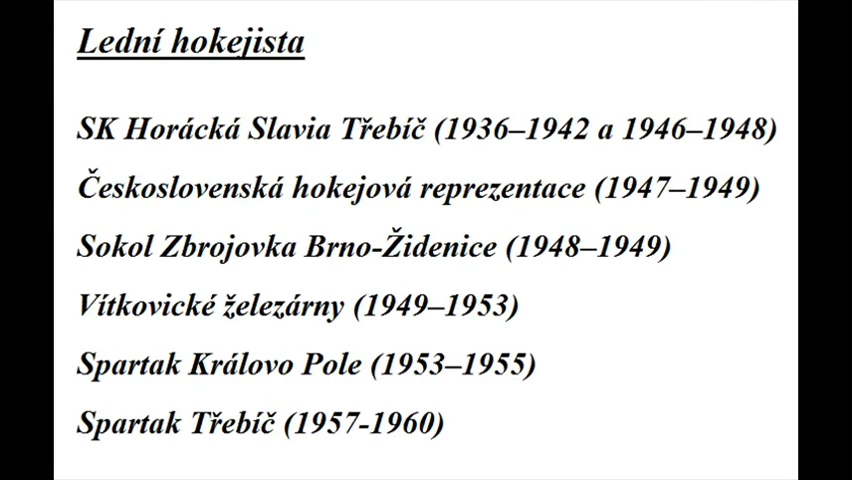 Lední hokejista
SK Horácká Slavia Třebíč (1936–1942 a 1946–1948)
Československá hokejová reprezentace (1947–1949)
Sokol Zbrojovka Brno-Židenice (1948–1949)
Vítkovické železárny (1949–1953)
Spartak Královo Pole (1953–1955)
Spartak Třebíč (1957-1960)